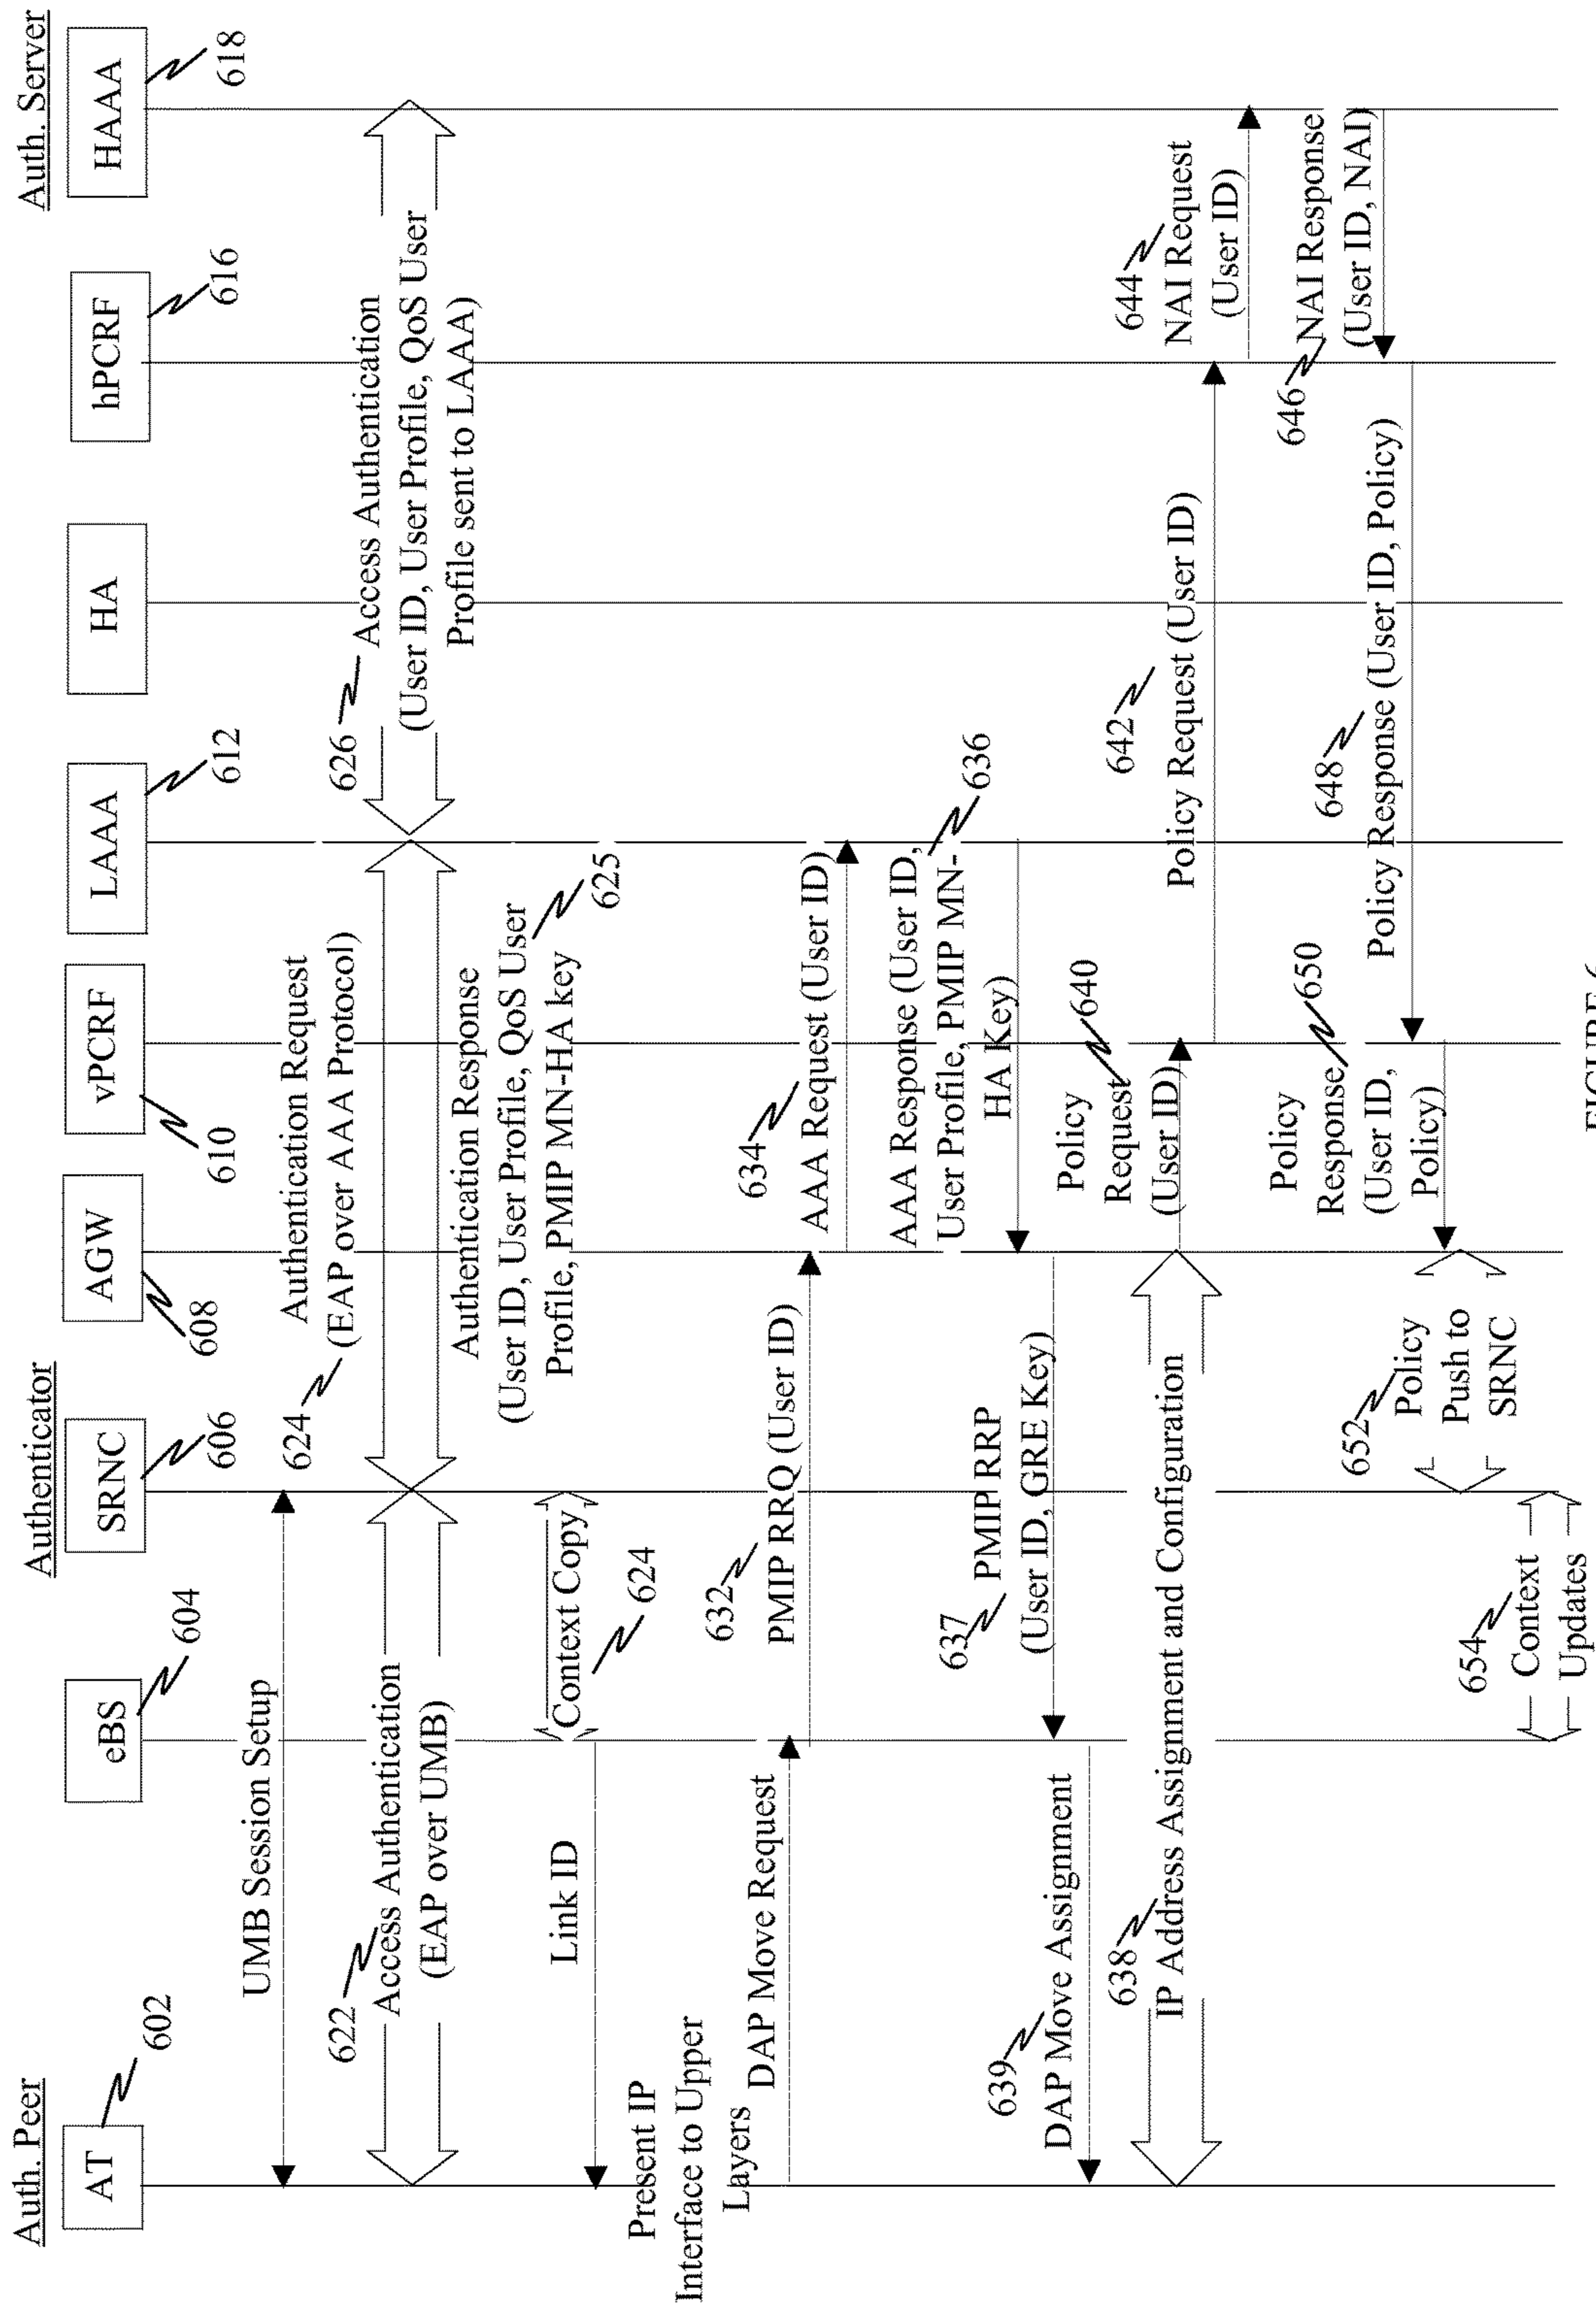 Auth. Peer
Authenticator
Auth. Server
AT
602
eBS
604
SRNC
606
AGW
608
vPCRF
610
LAAA
612
HA
hPCRF
616
HAAA
618
UMB Session Setup
622
Access Authentication
(EAP over UMB)
Authentication Request
624
(EAP over AAA Protocol)
626
Access Authentication
(User ID, User Profile, QoS User
Profile sent to LAAA)
Authentication Response
(User ID, User Profile, QoS User
Profile, PMIP MN-HA key
625
Link ID
Context Copy
624
Present IP
Interface to Upper
Layers
DAP Move Request
632
PMIP RRQ (User ID)
634
AAA Request (User ID)
AAA Response (User ID,
User Profile, PMIP MN-
HA Key)
636
637
PMIP RRP
(User ID, GRE Key)
639
DAP Move Assignment
638
IP Address Assignment and Configuration
Policy
Request
(User ID)
640
642
Policy Request (User ID)
644
NAI Request
(User ID)
646
NAI Response
(User ID, NAI)
648
Policy Response (User ID, Policy)
Policy
Response
(User ID,
Policy)
650
652
Policy
Push to
SRNC
654
Context
Updates
FIGURE 6